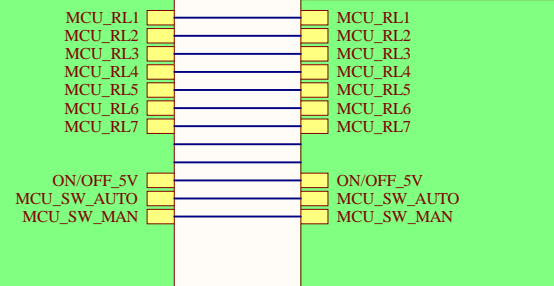 MCU_RL1 MCU_RL1
MCU_RL2 MCU_RL2
MCU_RL3 MCU_RL3
MCU_RL4 MCU_RL4
MCU_RL5 MCU_RL5
MCU_RL6 MCU_RL6
MCU_RL7 MCU_RL7
ON/OFF_5V ON/OFF_5V
MCU_SW_AUTO MCU_SW_AUTO
MCU_SW_MAN MCU_SW_MAN